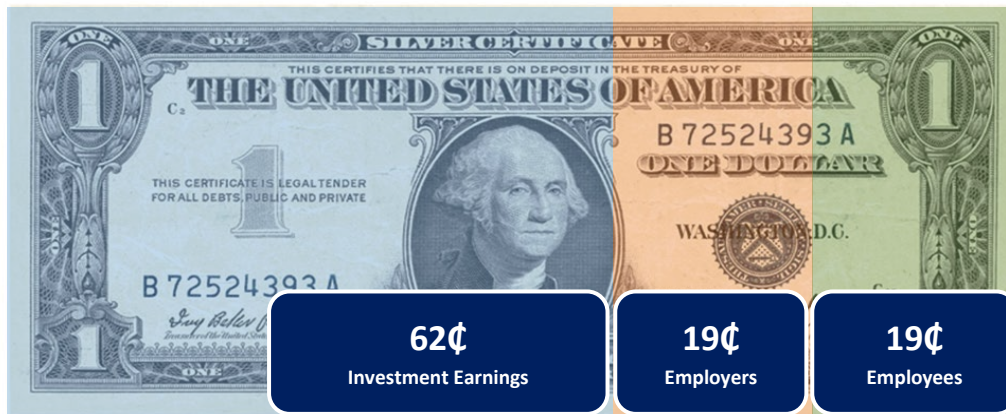 ONE SILVER CERTIFICATE ONE ONE
THIS CERTIFIES THAT THERE IS ON DEPOSIT IN THE TREASURY OF
THE UNITED STATES OF AMERICA
1 1
C 2
B 72524393 A
ONE DOLLAR
THIS CERTIFICATE IS LEGAL TENDER
FOR ALL DEBTS, PUBLIC AND PRIVATE
1
WASHINGTON, D.C.
B 72524393 A
1
ONE
62¢ 19¢ 19¢
Investment Earnings Employers Employees